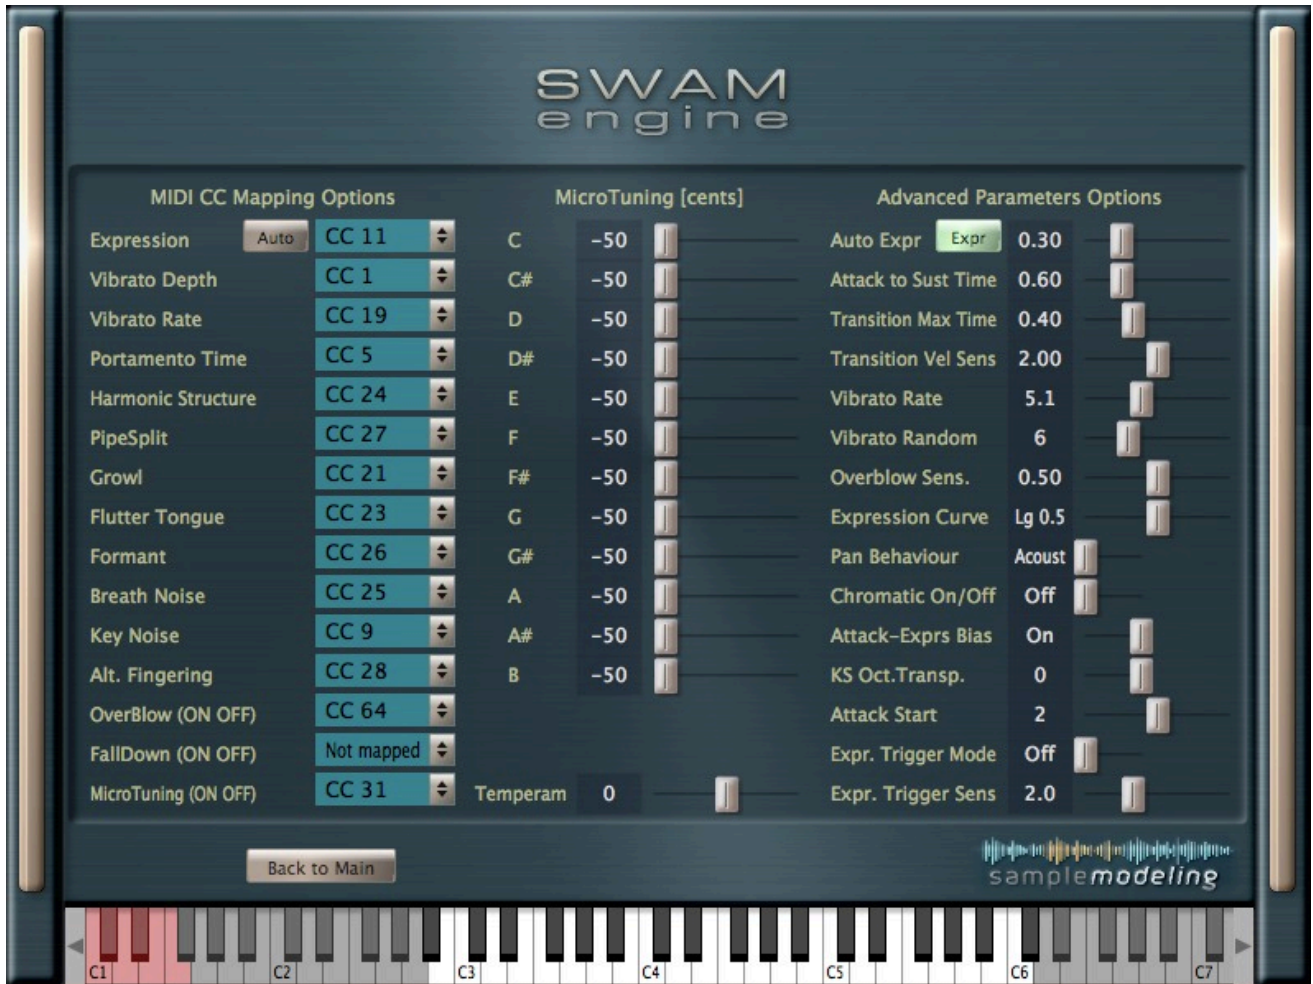 SWAM
engine
MIDI CC Mapping Options
Expression Auto CC 11
Vibrato Depth CC 1
Vibrato Rate CC 19
Portamento Time CC 5
Harmonic Structure CC 24
PipeSplit CC 27
Growl CC 21
Flutter Tongue CC 23
Formant CC 26
Breath Noise CC 25
Key Noise CC 9
Alt. Fingering CC 28
OverBlow (ON OFF) CC 64
FallDown (ON OFF) Not mapped
MicroTuning (ON OFF) CC 31
MicroTuning [cents]
C -50
C# -50
D -50
D# -50
E -50
F -50
F# -50
G -50
G# -50
A -50
A# -50
B -50
Temperam 0
Advanced Parameters Options
Auto Expr Expr 0.30
Attack to Sust Time 0.60
Transition Max Time 0.40
Transition Vel Sens 2.00
Vibrato Rate 5.1
Vibrato Random 6
Overblow Sens. 0.50
Expression Curve Lg 0.5
Pan Behaviour Acoust
Chromatic On/Off Off
Attack-Exprs Bias On
KS Oct.Transp. 0
Attack Start 2
Expr. Trigger Mode Off
Expr. Trigger Sens 2.0
Back to Main
samplemodeling
C1 C2 C3 C4 C5 C6 C7